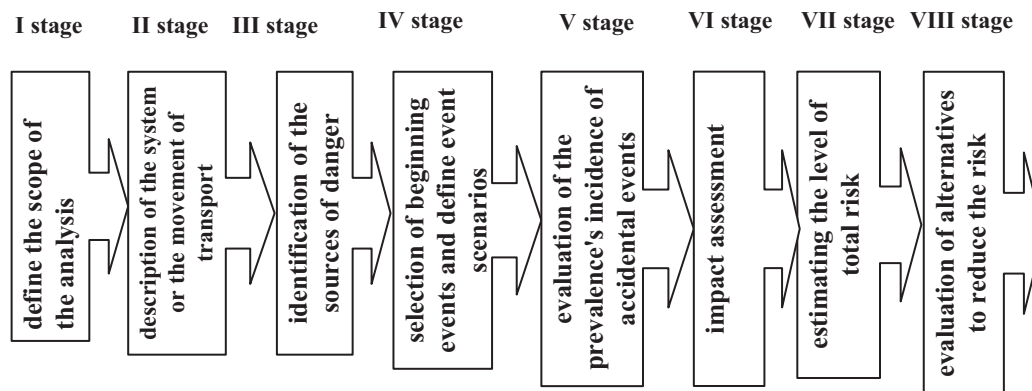 I stage
II stage
III stage
IV stage
V stage
VI stage
VII stage
VIII stage
define the scope of
the analysis
description of the system
or the movement of
transport
identification of the
sources of danger
selection of beginning
events and define event
scenarios
evaluation of the
prevalence's incidence of
accidental events
impact assessment
estimating the level of
total risk
evaluation of alternatives
to reduce the risk